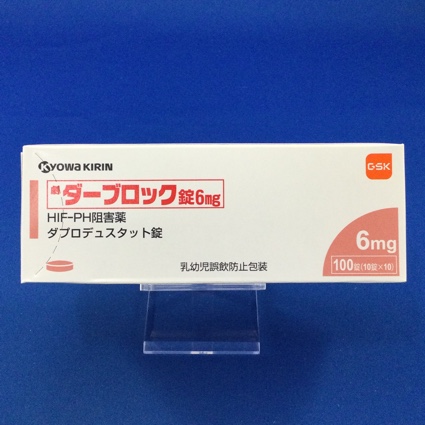 KYOWA KIRIN
GSK
劇 ダーブロック錠6mg
HIF-PH阻害薬
ダプロデュスタット錠
乳幼児誤飲防止包装
6mg
100錠(10錠×10)